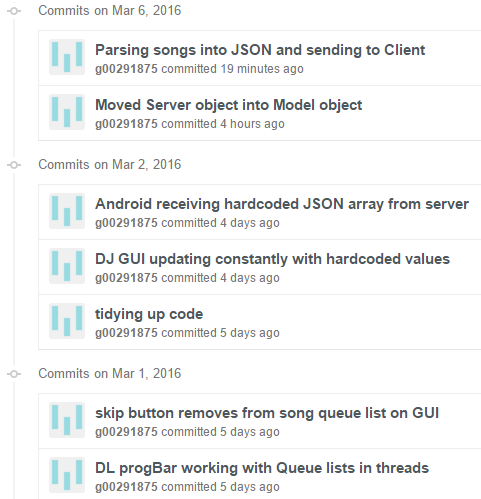 Commits on Mar 6, 2016
Parsing songs into JSON and sending to Client
g00291875 committed 19 minutes ago
Moved Server object into Model object
g00291875 committed 4 hours ago
Commits on Mar 2, 2016
Android receiving hardcoded JSON array from server
g00291875 committed 4 days ago
DJ GUI updating constantly with hardcoded values
g00291875 committed 4 days ago
tidying up code
g00291875 committed 5 days ago
Commits on Mar 1, 2016
skip button removes from song queue list on GUI
g00291875 committed 5 days ago
DL progBar working with Queue lists in threads
g00291875 committed 5 days ago